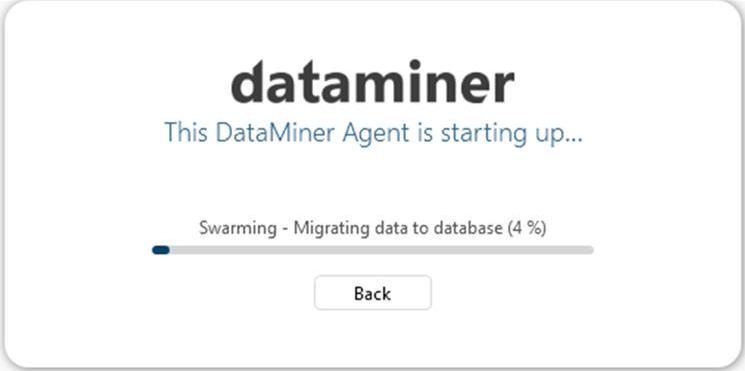 dataminer
This DataMiner Agent is starting up...
Swarming - Migrating data to database (4 %)
Back